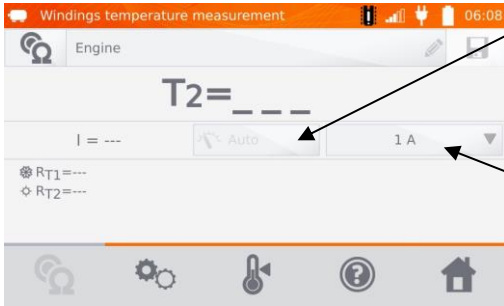 Windings temperature measurement 06:08
Engine
T2=_ _ _
I = --- Auto 1 A
RT1=---
RT2=---